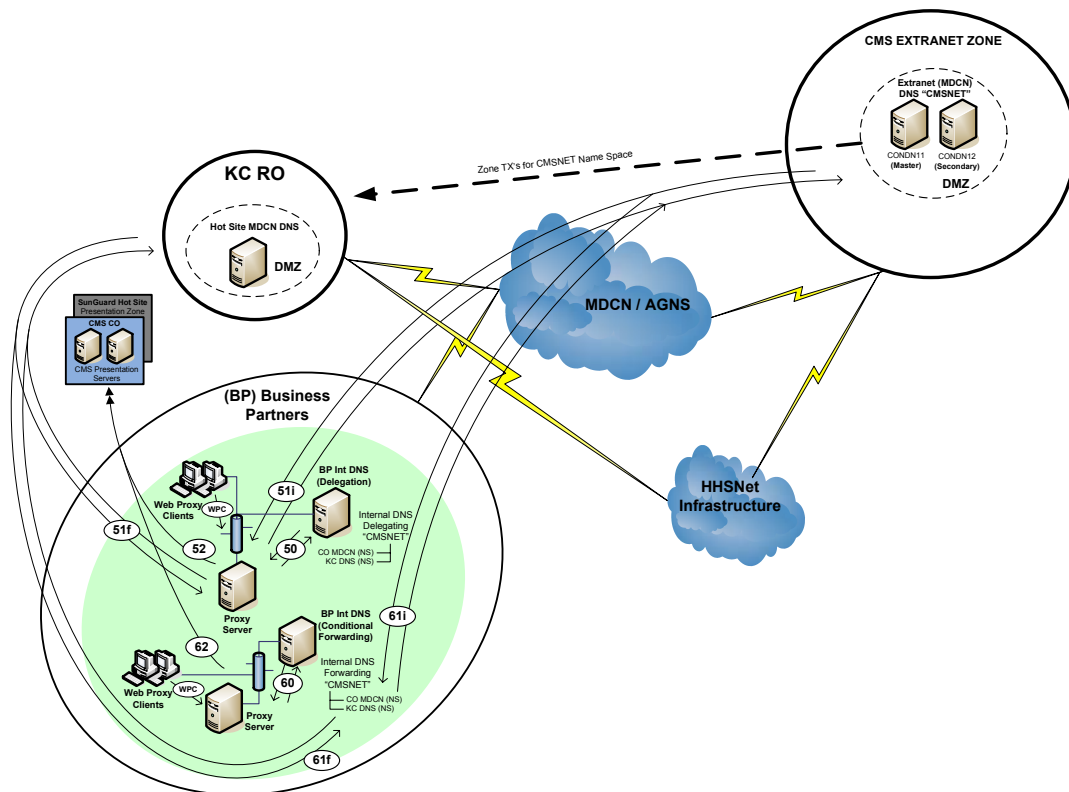 CMS EXTRANET ZONE
Extranet (MDCN)
DNS “CMSNET”
CONDN11
(Master)
CONDN12
(Secondary)
DMZ
Zone TX's for CMSNET Name Space
KC RO
Hot Site MDCN DNS
DMZ
MDCN / AGNS
SunGuard Hot Site
Presentation Zone
CMS CO
CMS Presentation
Servers
(BP) Business
Partners
HHSNet
Infrastructure
Web Proxy
Clients
WPC
51i
BP Int DNS
(Delegation)
Internal DNS
Delegating
“CMSNET”
CO MDCN (NS)
KC DNS (NS)
51f
52
50
Proxy
Server
BP Int DNS
(Conditional
Forwarding)
61i
62
60
Internal DNS
Forwarding
“CMSNET”
CO MDCN (NS)
KC DNS (NS)
Web Proxy
Clients
WPC
Proxy
Server
61f